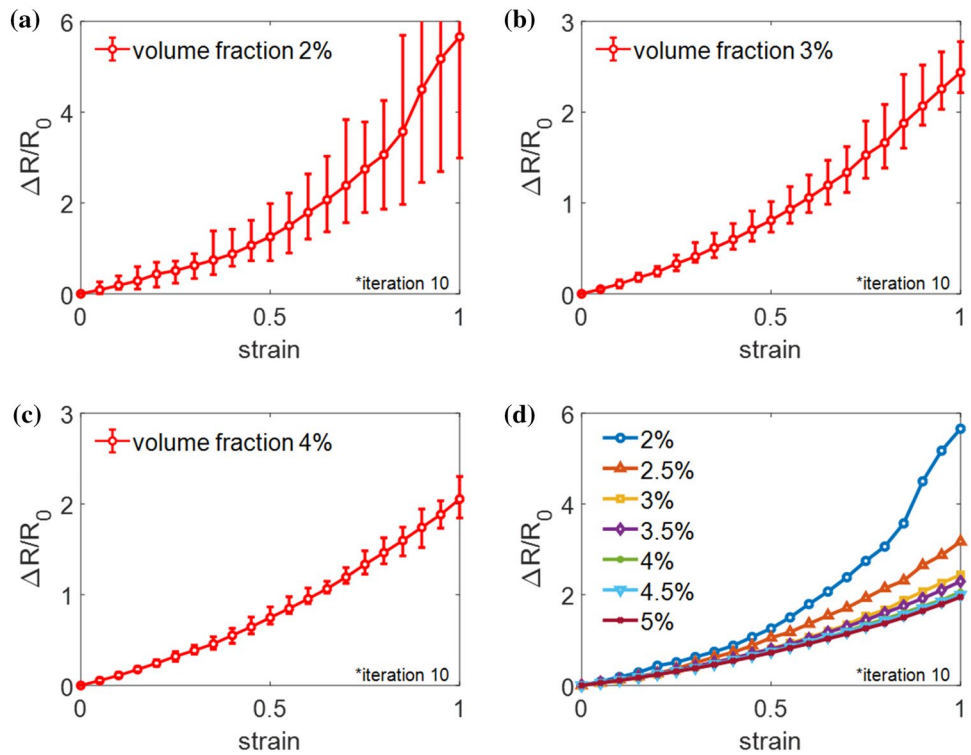 (a)
6
4
2
0
ΔR/R0
volume fraction 2%
*iteration 10
0
0.5
1
strain
(b)
3
2
1
0
ΔR/R0
volume fraction 3%
*iteration 10
0
0.5
1
strain
(c)
3
2
1
0
ΔR/R0
volume fraction 4%
*iteration 10
0
0.5
1
strain
(d)
6
4
2
0
ΔR/R0
2%
2.5%
3%
3.5%
4%
4.5%
5%
*iteration 10
0
0.5
1
strain